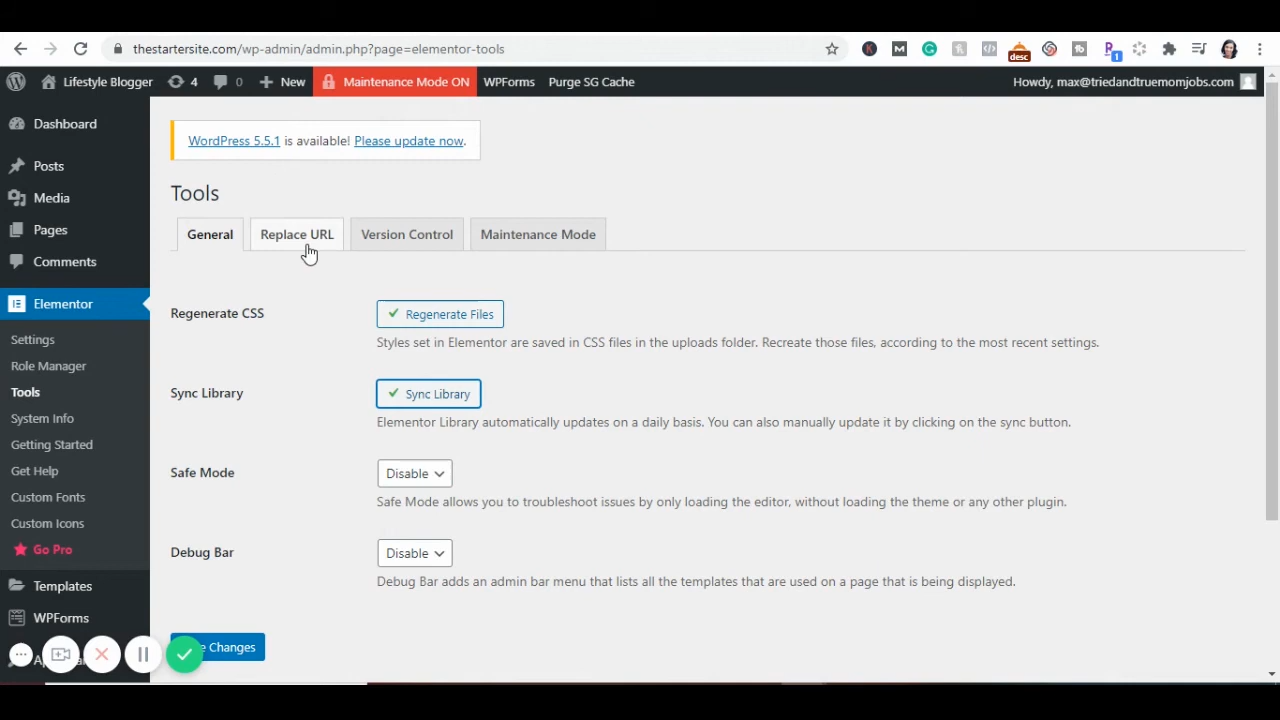 thestartersite.com/wp-admin/admin.php?page=elementor-tools
desc
1
Lifestyle Blogger
4
0
New
Maintenance Mode ON
WPForms
Purge SG Cache
Howdy, max@triedandtruemomjobs.com
Dashboard
Posts
Media
Pages
Comments
Elementor
Settings
Role Manager
Tools
System Info
Getting Started
Get Help
Custom Fonts
Custom Icons
Go Pro
Templates
WPForms
WordPress 5.5.1 is available! Please update now.
Tools
General
Replace URL
Version Control
Maintenance Mode
Regenerate CSS
Regenerate Files
Styles set in Elementor are saved in CSS files in the uploads folder. Recreate those files, according to the most recent settings.
Sync Library
Sync Library
Elementor Library automatically updates on a daily basis. You can also manually update it by clicking on the sync button.
Safe Mode
Disable
Safe Mode allows you to troubleshoot issues by only loading the editor, without loading the theme or any other plugin.
Debug Bar
Disable
Debug Bar adds an admin bar menu that lists all the templates that are used on a page that is being displayed.
Changes